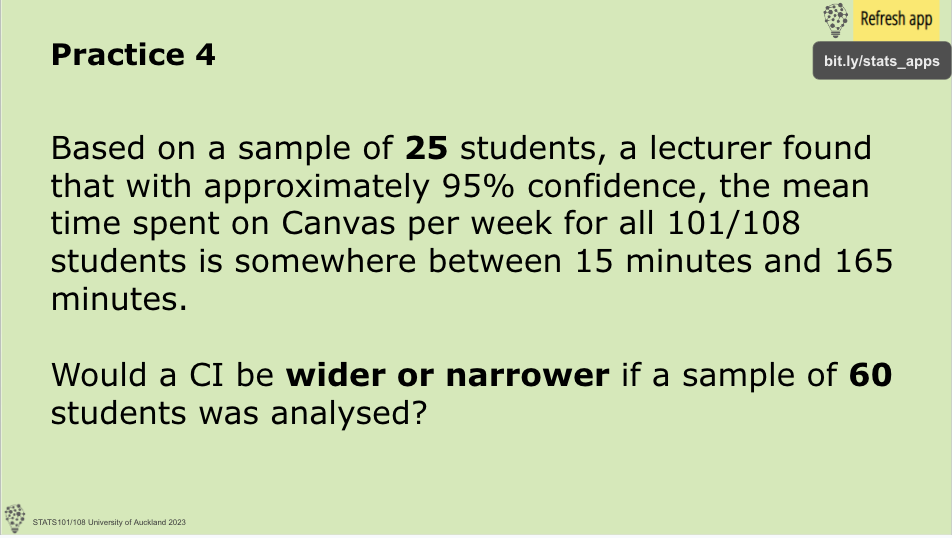 Refresh app
bit.ly/stats_apps
Practice 4
Based on a sample of 25 students, a lecturer found
that with approximately 95% confidence, the mean
time spent on Canvas per week for all 101/108
students is somewhere between 15 minutes and 165
minutes.
Would a CI be wider or narrower if a sample of 60
students was analysed?
STATS101/108 University of Auckland 2023